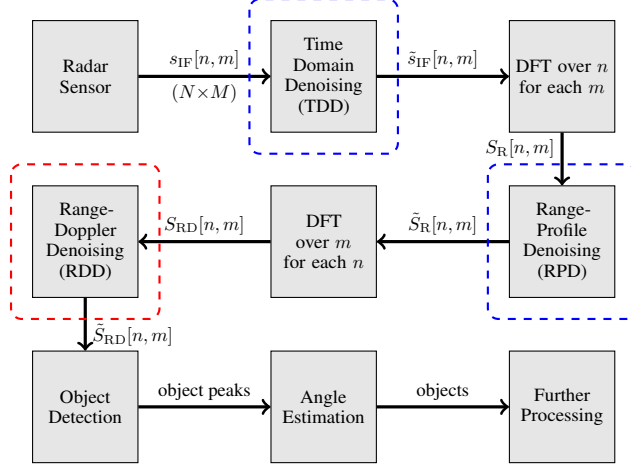 Radar
Sensor
s_IF[n, m]
(N×M)
Time
Domain
Denoising
(TDD)
s̃_IF[n, m]
DFT over n
for each m
S_R[n, m]
Range-
Doppler
Denoising
(RDD)
S_RD[n, m]
DFT
over m
for each n
S̃_R[n, m]
Range-
Profile
Denoising
(RPD)
S̃_RD[n, m]
Object
Detection
object peaks
Angle
Estimation
objects
Further
Processing